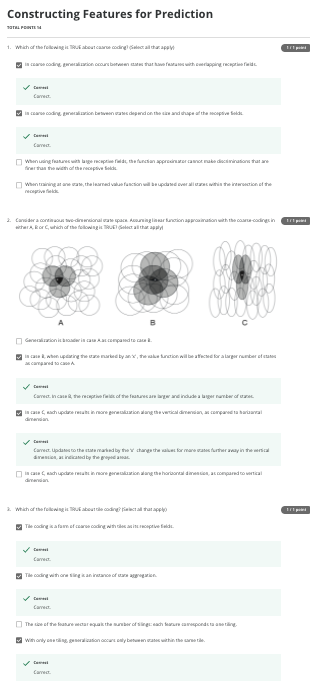 Constructing Features for Prediction
TOTAL POINTS 14
1. Which of the following is TRUE about coarse coding? (Select all that apply)
1 / 1 point
In coarse coding, generalization occurs between states that have features with overlapping receptive fields.
Correct
Correct.
In coarse coding, generalization between states depend on the size and shape of the receptive fields.
Correct
Correct.
When using features with large receptive fields, the function approximator cannot make discriminations that are
finer than the width of the receptive fields.
When training at one state, the learned value function will be updated over all states within the intersection of the
receptive fields.
2. Consider a continuous two-dimensional state space. Assuming linear function approximation with the coarse-codings in
either A, B or C, which of the following is TRUE? (Select all that apply)
1 / 1 point
A
B
C
Generalization is broader in case A as compared to case B.
In case B, when updating the state marked by an 'x', the value function will be affected for a larger number of states
as compared to case A.
Correct
Correct. In case B, the receptive fields of the features are larger and include a larger number of states.
In case C, each update results in more generalization along the vertical dimension, as compared to horizontal
dimension.
Correct
Correct. Updates to the state marked by the 'x' change the values for more states further away in the vertical
dimension, as indicated by the greyed areas.
In case C, each update results in more generalization along the horizontal dimension, as compared to vertical
dimension.
3. Which of the following is TRUE about tile coding? (Select all that apply)
1 / 1 point
Tile coding is a form of coarse coding with tiles as its receptive fields.
Correct
Correct.
Tile coding with one tiling is an instance of state aggregation.
Correct
Correct.
The size of the feature vector equals the number of tilings: each feature corresponds to one tiling.
With only one tiling, generalization occurs only between states within the same tile.
Correct
Correct.